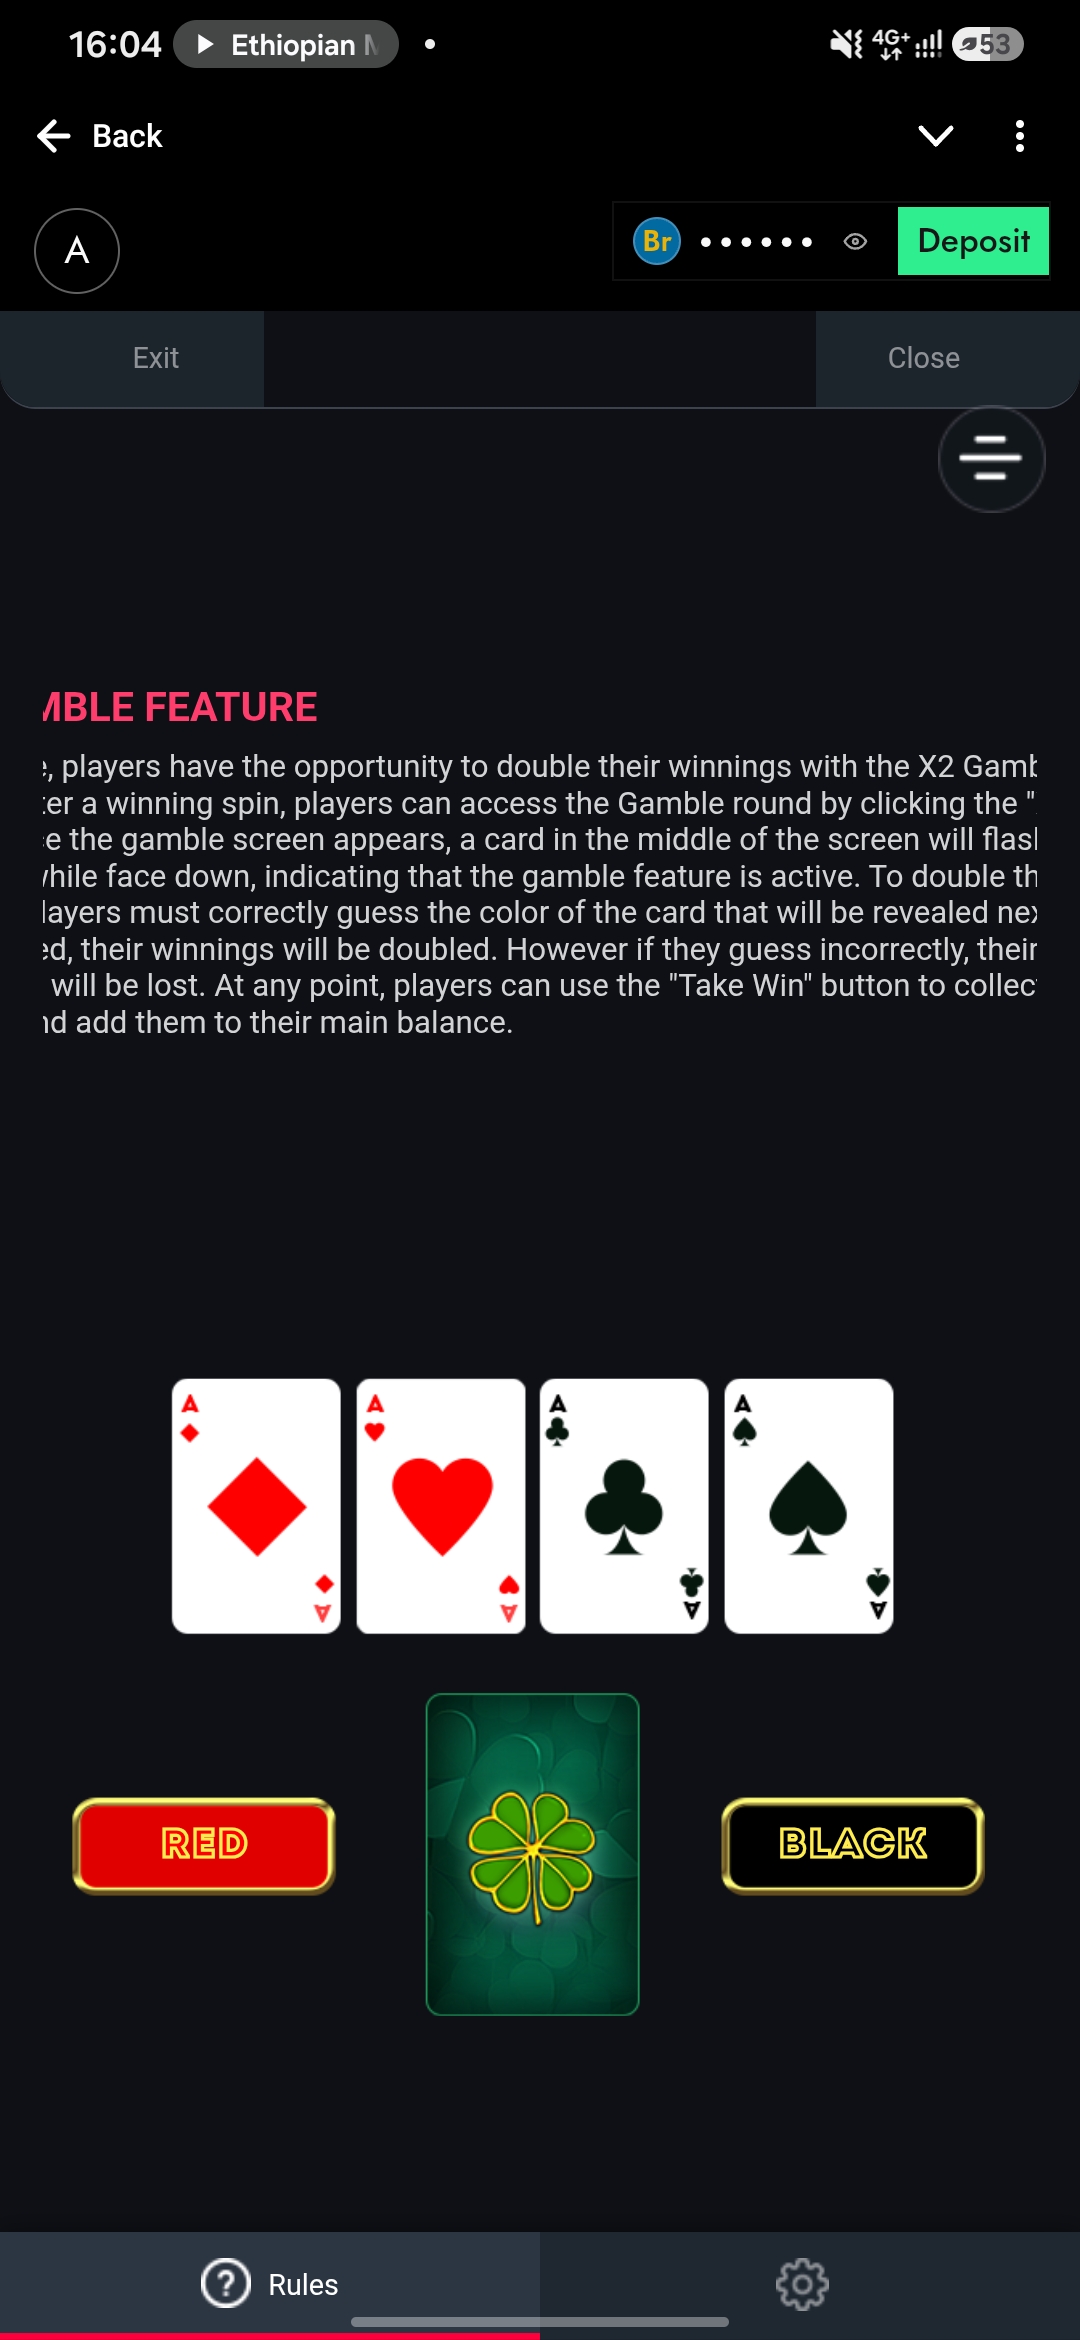 16:04 Ethiopian
4G+ 53
Back
A
Br Deposit
Exit
Close
MBLE FEATURE
, players have the opportunity to double their winnings with the X2 Gamb
er a winning spin, players can access the Gamble round by clicking the "
e the gamble screen appears, a card in the middle of the screen will flas
hile face down, indicating that the gamble feature is active. To double th
layers must correctly guess the color of the card that will be revealed ne
ed, their winnings will be doubled. However if they guess incorrectly, their
will be lost. At any point, players can use the "Take Win" button to collec
nd add them to their main balance.
A A A A
A A A A
RED
BLACK
? Rules